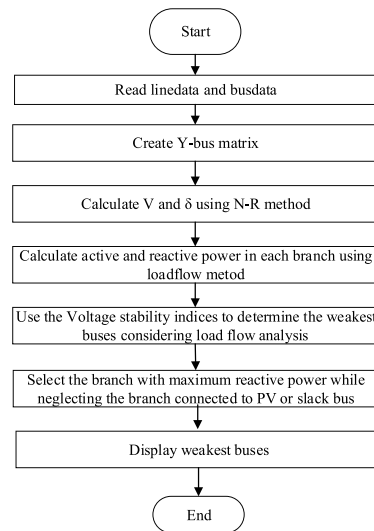 Start
Read linedata and busdata
Create Y-bus matrix
Calculate V and δ using N-R method
Calculate active and reactive power in each branch using
loadflow metod
Use the Voltage stability indices to determine the weakest
buses considering load flow analysis
Select the branch with maximum reactive power while
neglecting the branch connected to PV or slack bus
Display weakest buses
End